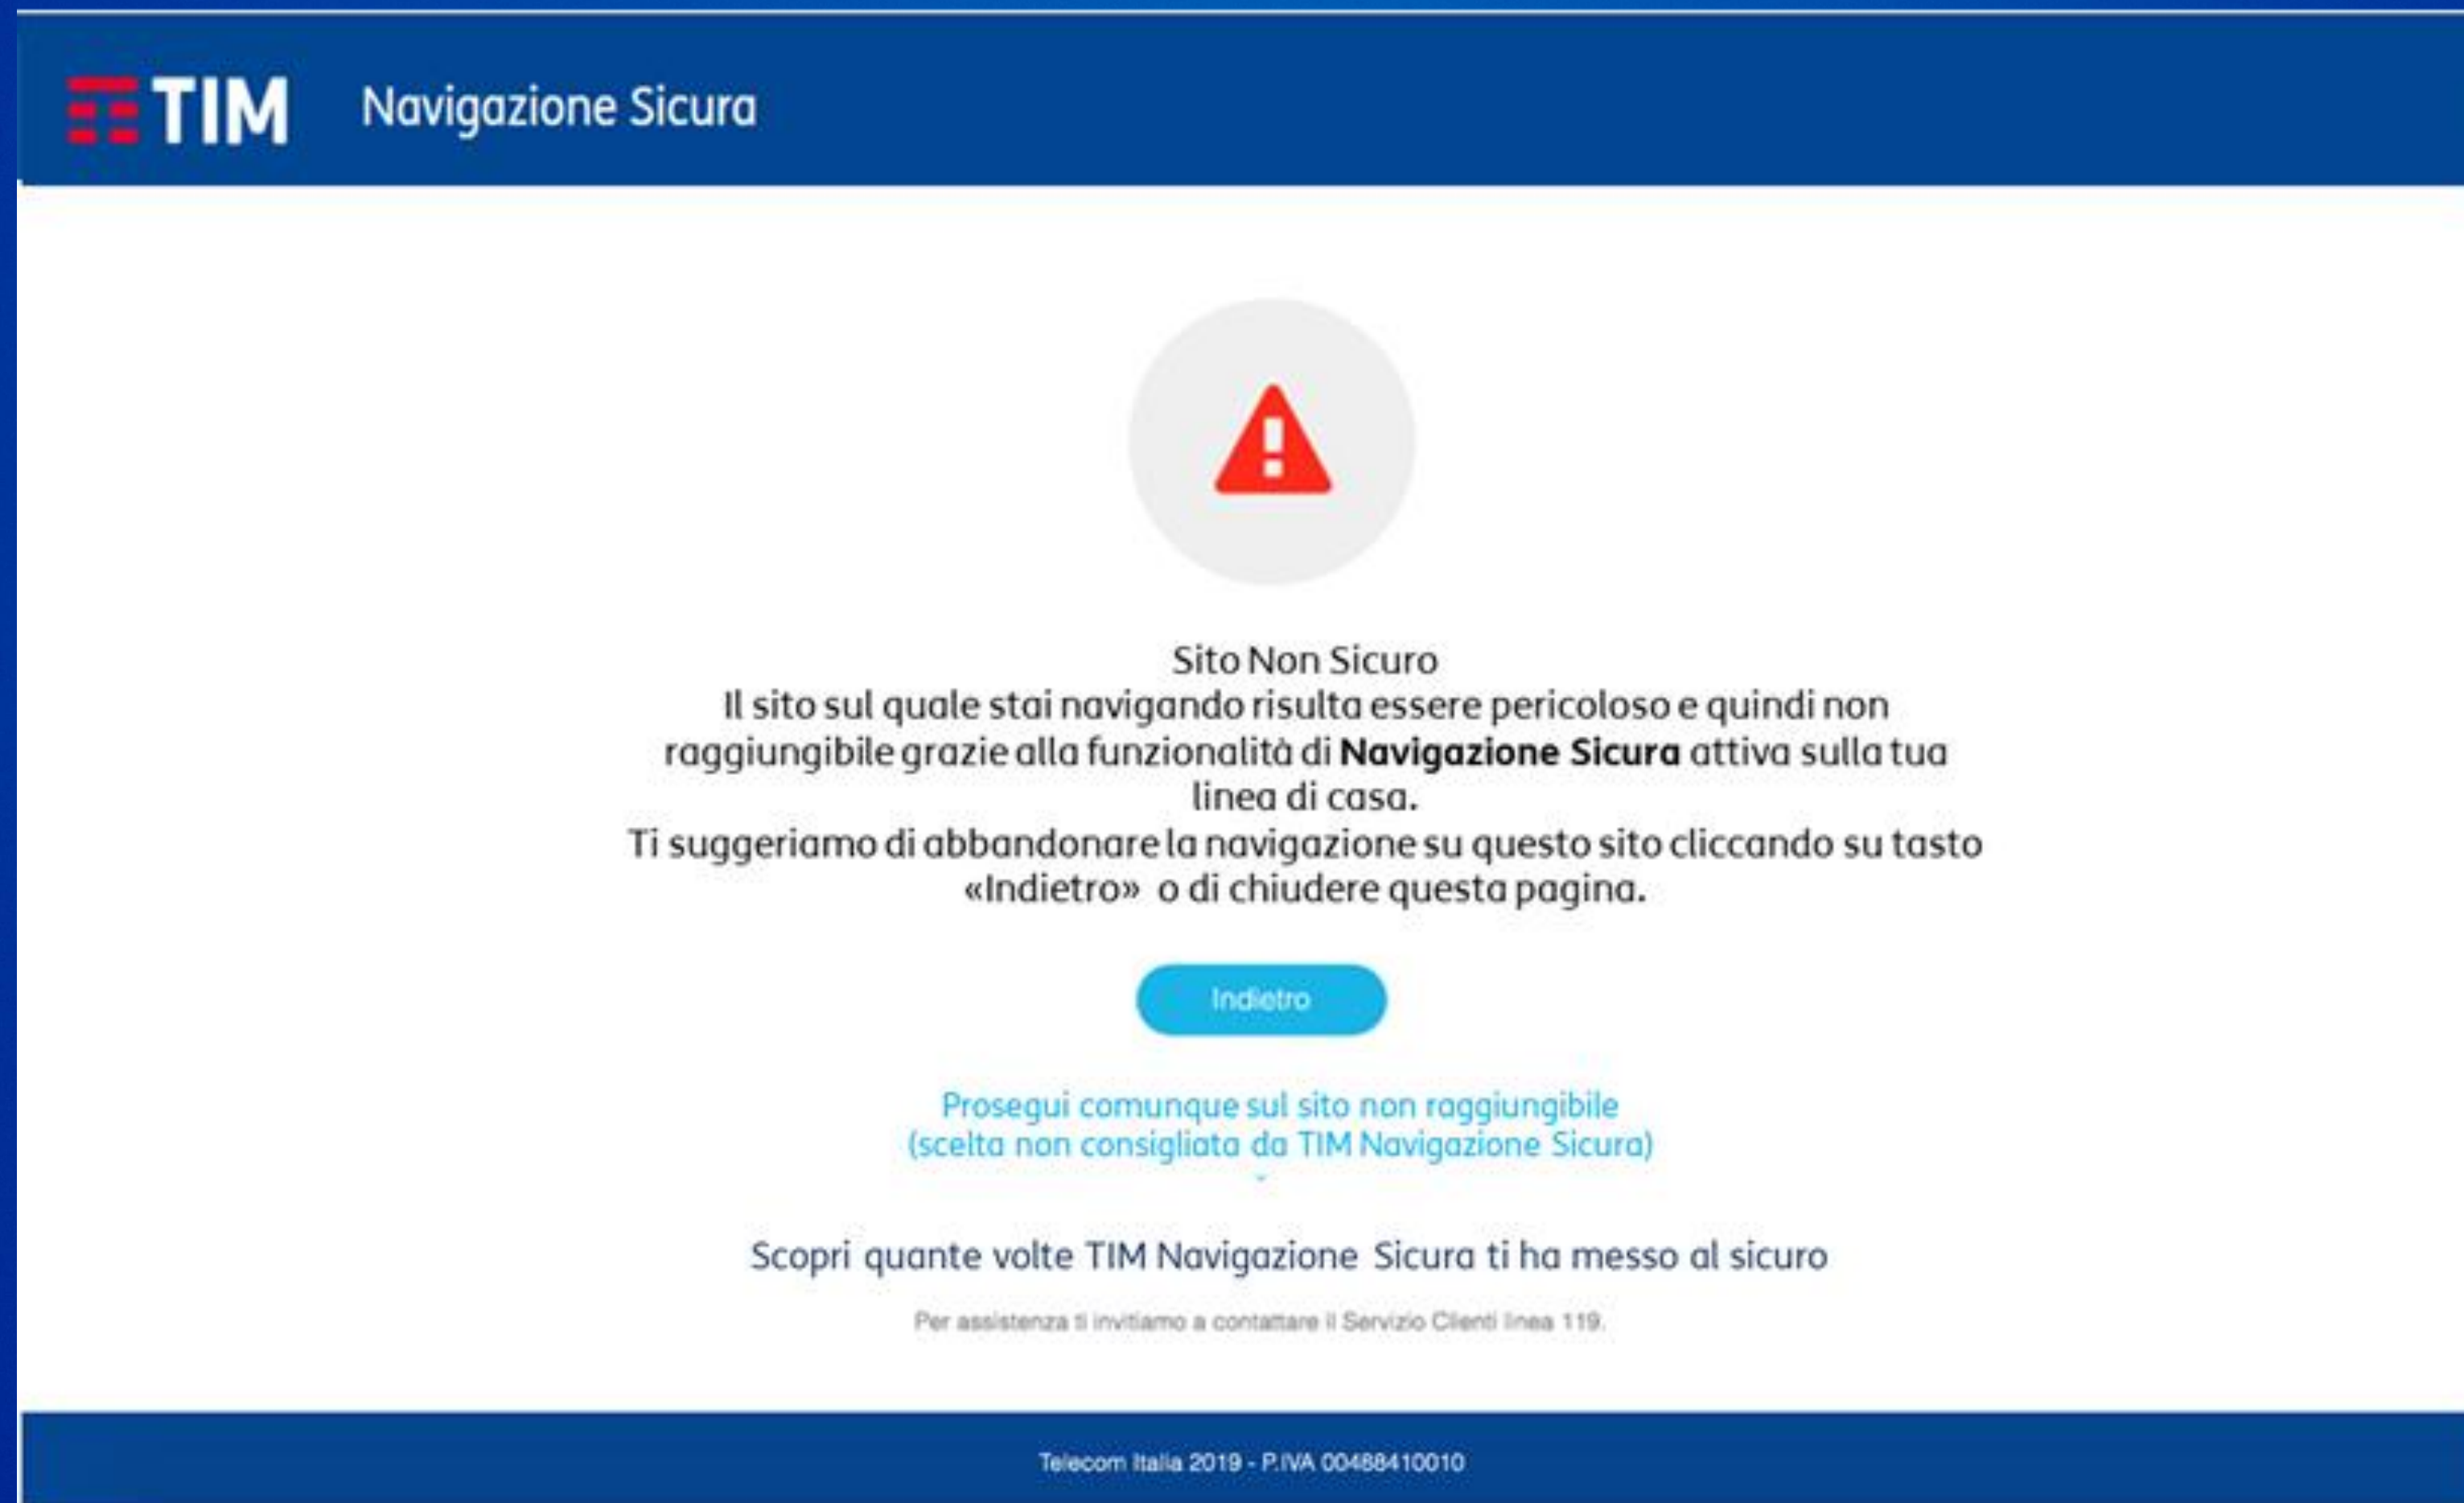 TIM Navigazione Sicura
Sito Non Sicuro
Il sito sul quale stai navigando risulta essere pericoloso e quindi non
raggiungibile grazie alla funzionalità di Navigazione Sicura attiva sulla tua
linea di casa.
Ti suggeriamo di abbandonare la navigazione su questo sito cliccando su tasto
«Indietro» o di chiudere questa pagina.
Indietro
Prosegui comunque sul sito non raggiungibile
(scelta non consigliata da TIM Navigazione Sicura)
Scopri quante volte TIM Navigazione Sicura ti ha messo al sicuro
Per assistenza ti invitiamo a contattare il Servizio Clienti linea 119.
Telecom Italia 2019 - P.IVA 00488410010